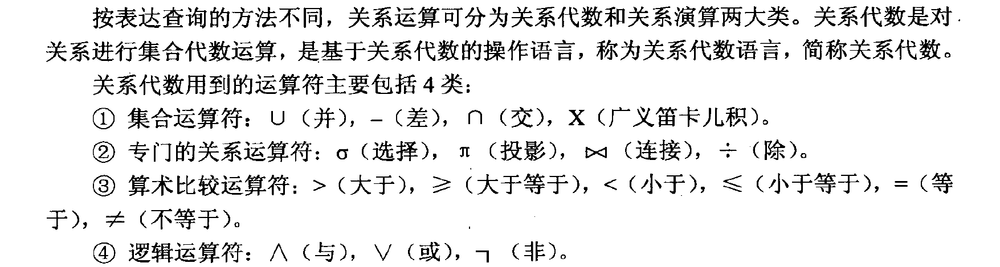 按表达查询的方法不同，关系运算可分为关系代数和关系演算两大类。关系代数是对
关系进行集合代数运算，是基于关系代数的操作语言，称为关系代数语言，简称关系代数。
关系代数用到的运算符主要包括 4 类：
① 集合运算符：∪（并），–（差），∩（交），X（广义笛卡儿积）。
② 专门的关系运算符：σ（选择），π（投影），⋈（连接），÷（除）。
③ 算术比较运算符：>（大于），≥（大于等于），<（小于），≤（小于等于），=（等
于），≠（不等于）。
④ 逻辑运算符：∧（与），∨（或），┐（非）。